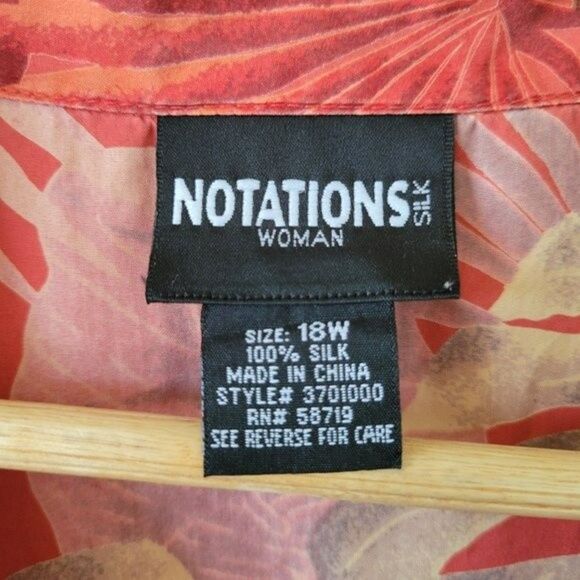 NOTATIONS SILK
WOMAN
SIZE: 18W
100% SILK
MADE IN CHINA
STYLE# 3701000
RN# 58719
SEE REVERSE FOR CARE